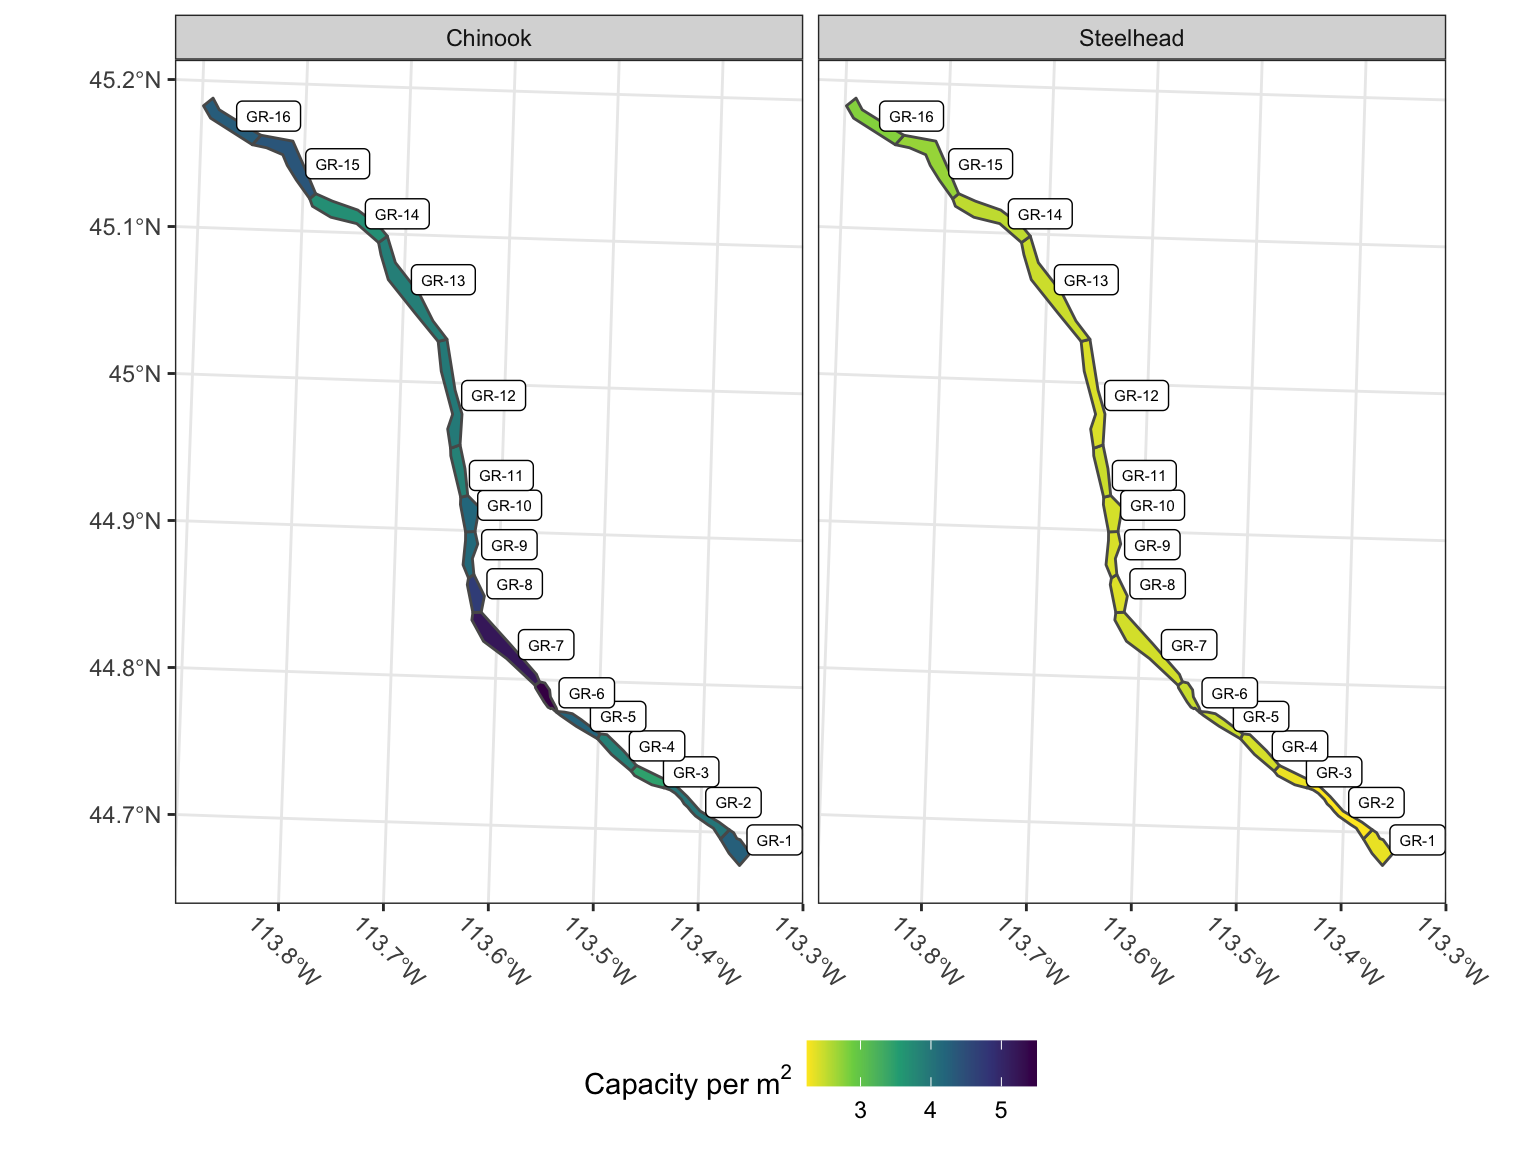 Chinook
Steelhead
45.2°N
45.1°N
45°N
44.9°N
44.8°N
44.7°N
GR-16
GR-15
GR-14
GR-13
GR-12
GR-11
GR-10
GR-9
GR-8
GR-7
GR-6
GR-5
GR-4
GR-3
GR-2
GR-1
GR-16
GR-15
GR-14
GR-13
GR-12
GR-11
GR-10
GR-9
GR-8
GR-7
GR-6
GR-5
GR-4
GR-3
GR-2
GR-1
113.8°W
113.7°W
113.6°W
113.5°W
113.4°W
113.3°W
113.8°W
113.7°W
113.6°W
113.5°W
113.4°W
113.3°W
Capacity per m²
3 4 5